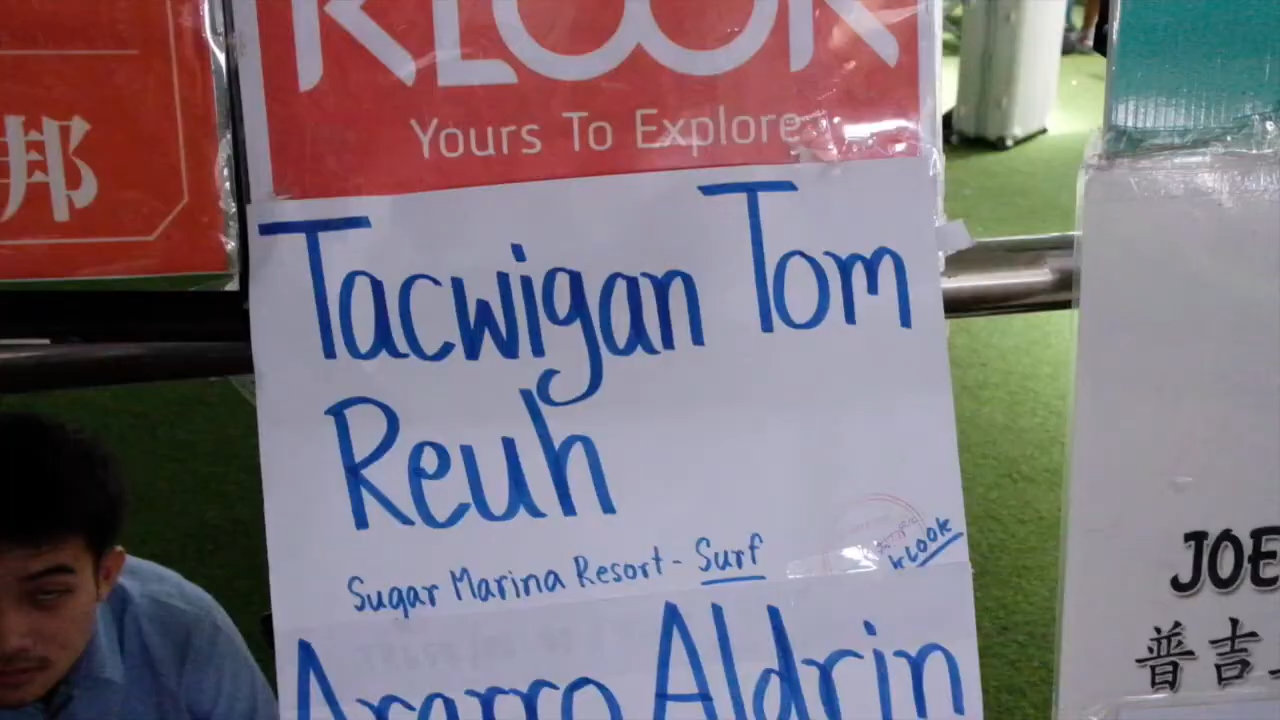 邦
KLOOK
Yours To Explore
Tacwigan Tom
Reuh
Sugar Marina Resort - Surf
KLOOK
Aldrin
JOE
普吉